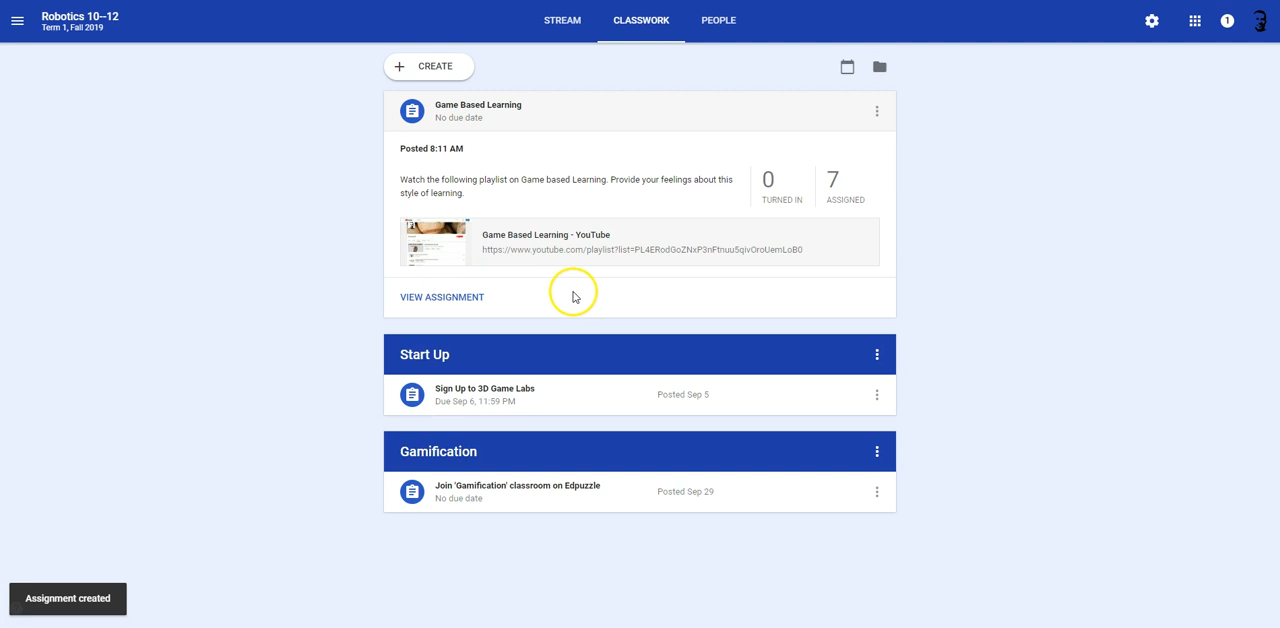 Robotics 10--12
Term 1, Fall 2019
STREAM
CLASSWORK
PEOPLE
1
CREATE
Game Based Learning
No due date
Posted 8:11 AM
Watch the following playlist on Game based Learning. Provide your feelings about this
style of learning.
0
TURNED IN
7
ASSIGNED
Game Based Learning - YouTube
https://www.youtube.com/playlist?list=PL4ERodGoZNxP3nFtnuu5qivOroUemLoB0
VIEW ASSIGNMENT
Start Up
Sign Up to 3D Game Labs
Due Sep 6, 11:59 PM
Posted Sep 5
Gamification
Join 'Gamification' classroom on Edpuzzle
No due date
Posted Sep 29
Assignment created